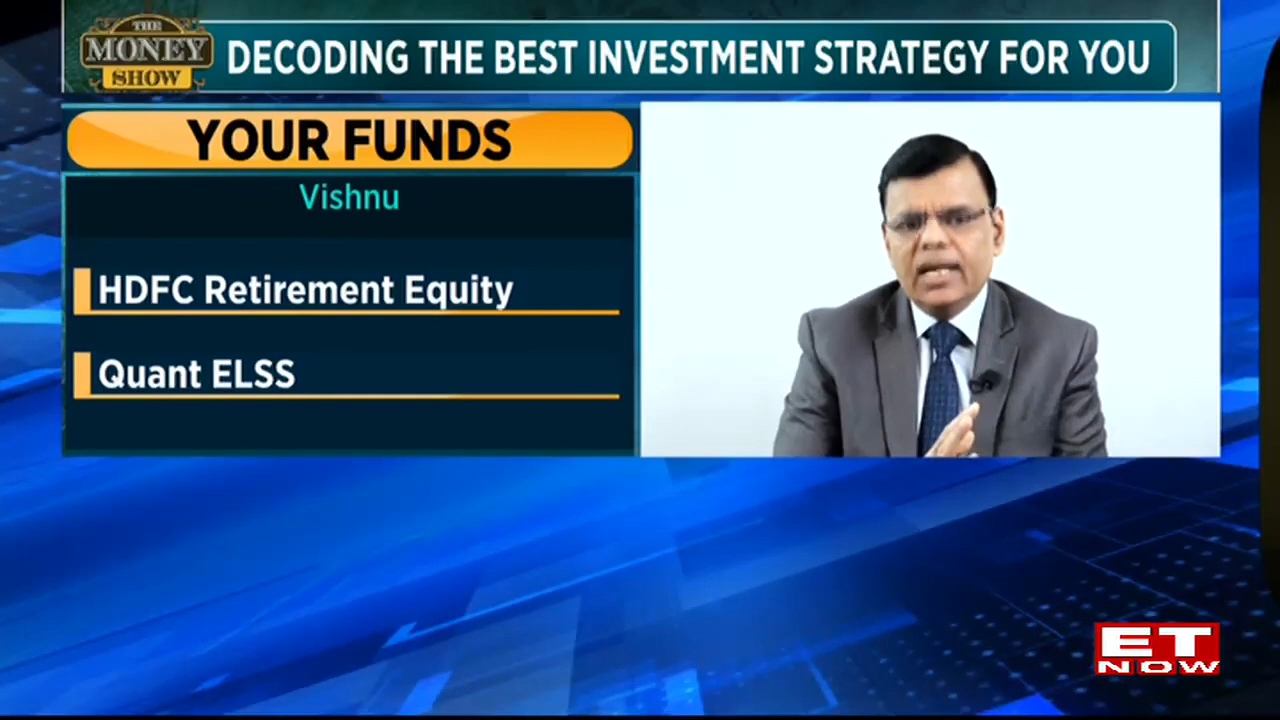 THE
MONEY
SHOW
DECODING THE BEST INVESTMENT STRATEGY FOR YOU
YOUR FUNDS
Vishnu
HDFC Retirement Equity
Quant ELSS
ET
NOW